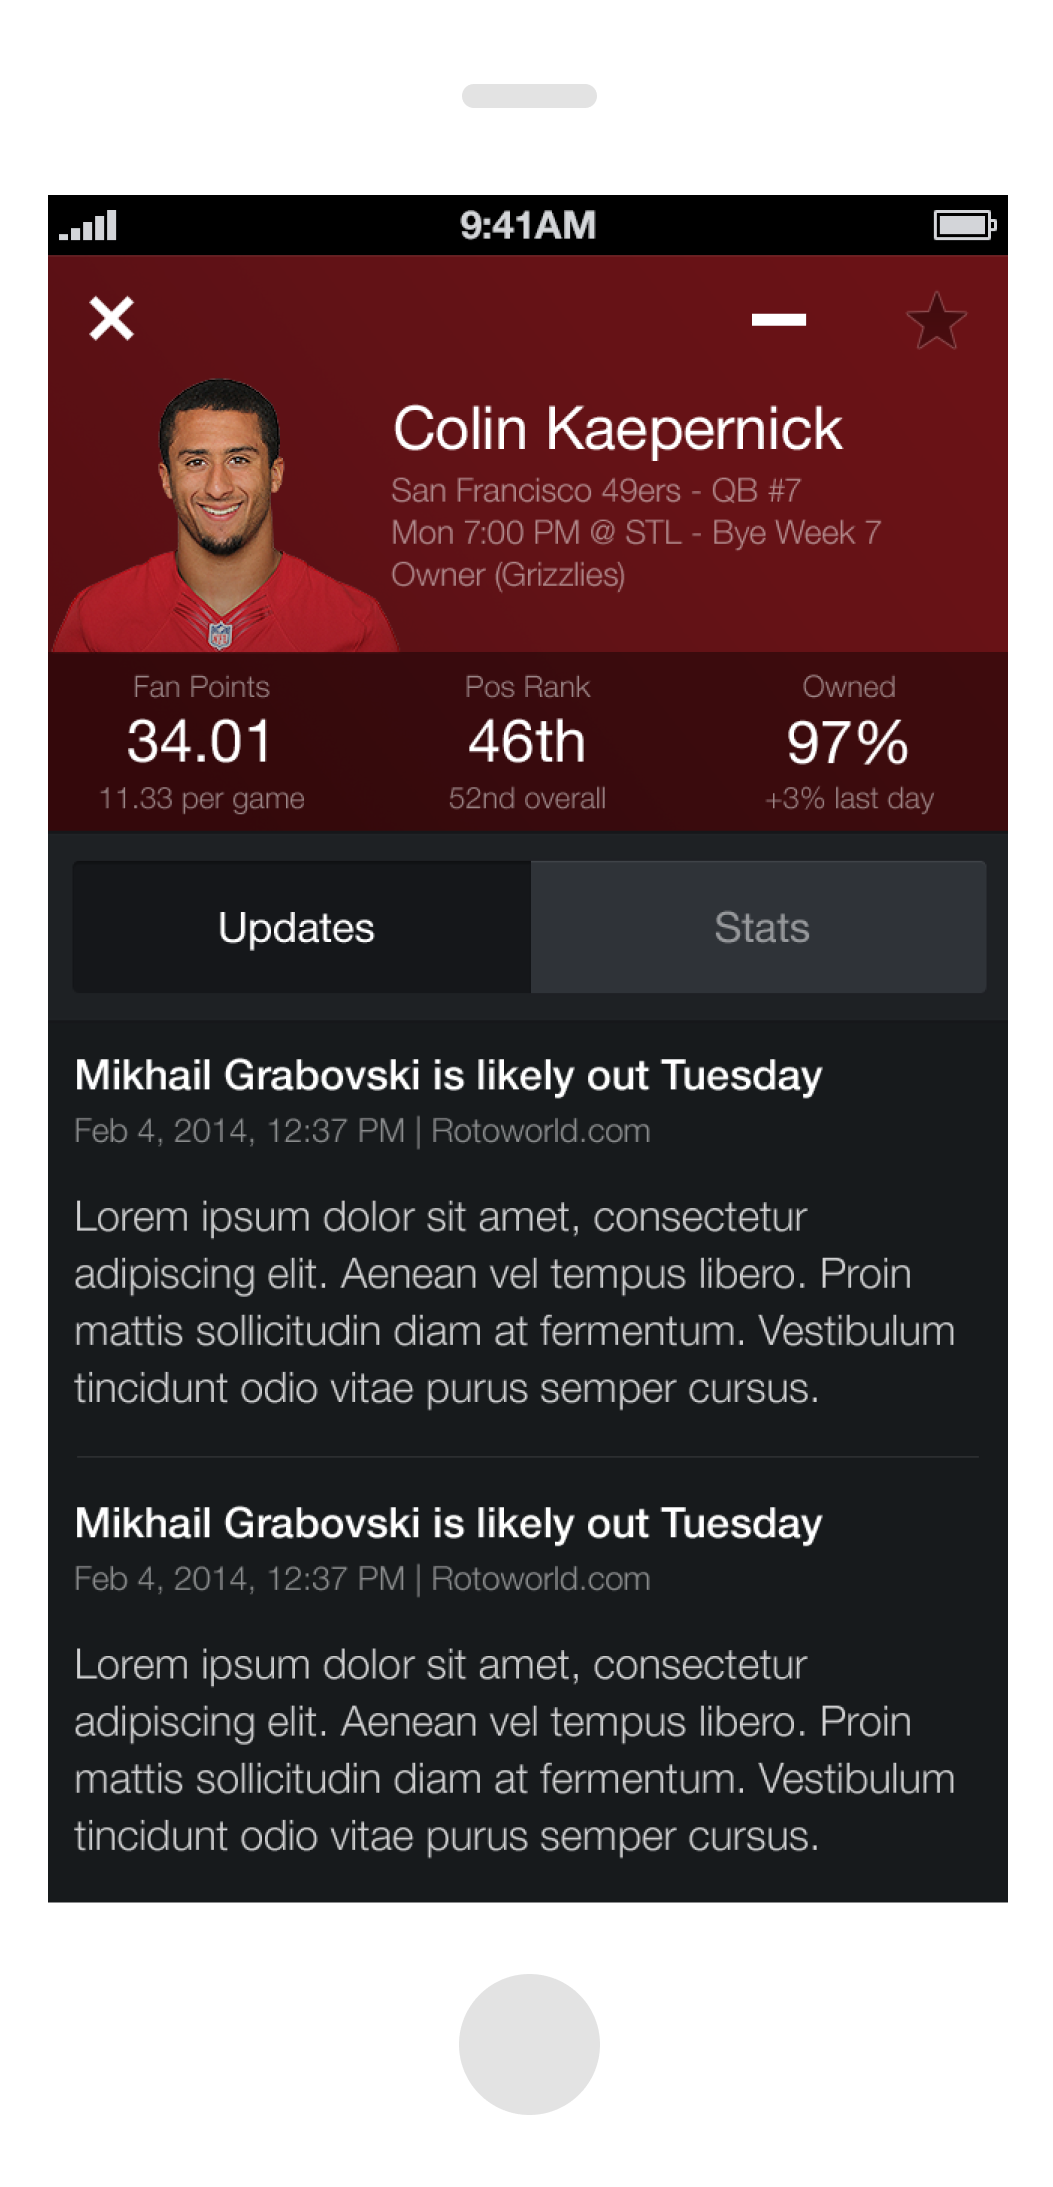 9:41AM
Colin Kaepernick
San Francisco 49ers - QB #7
Mon 7:00 PM @ STL - Bye Week 7
Owner (Grizzlies)
Fan Points
34.01
11.33 per game
Pos Rank
46th
52nd overall
Owned
97%
+3% last day
Updates
Stats
Mikhail Grabovski is likely out Tuesday
Feb 4, 2014, 12:37 PM | Rotoworld.com
Lorem ipsum dolor sit amet, consectetur
adipiscing elit. Aenean vel tempus libero. Proin
mattis sollicitudin diam at fermentum. Vestibulum
tincidunt odio vitae purus semper cursus.
Mikhail Grabovski is likely out Tuesday
Feb 4, 2014, 12:37 PM | Rotoworld.com
Lorem ipsum dolor sit amet, consectetur
adipiscing elit. Aenean vel tempus libero. Proin
mattis sollicitudin diam at fermentum. Vestibulum
tincidunt odio vitae purus semper cursus.